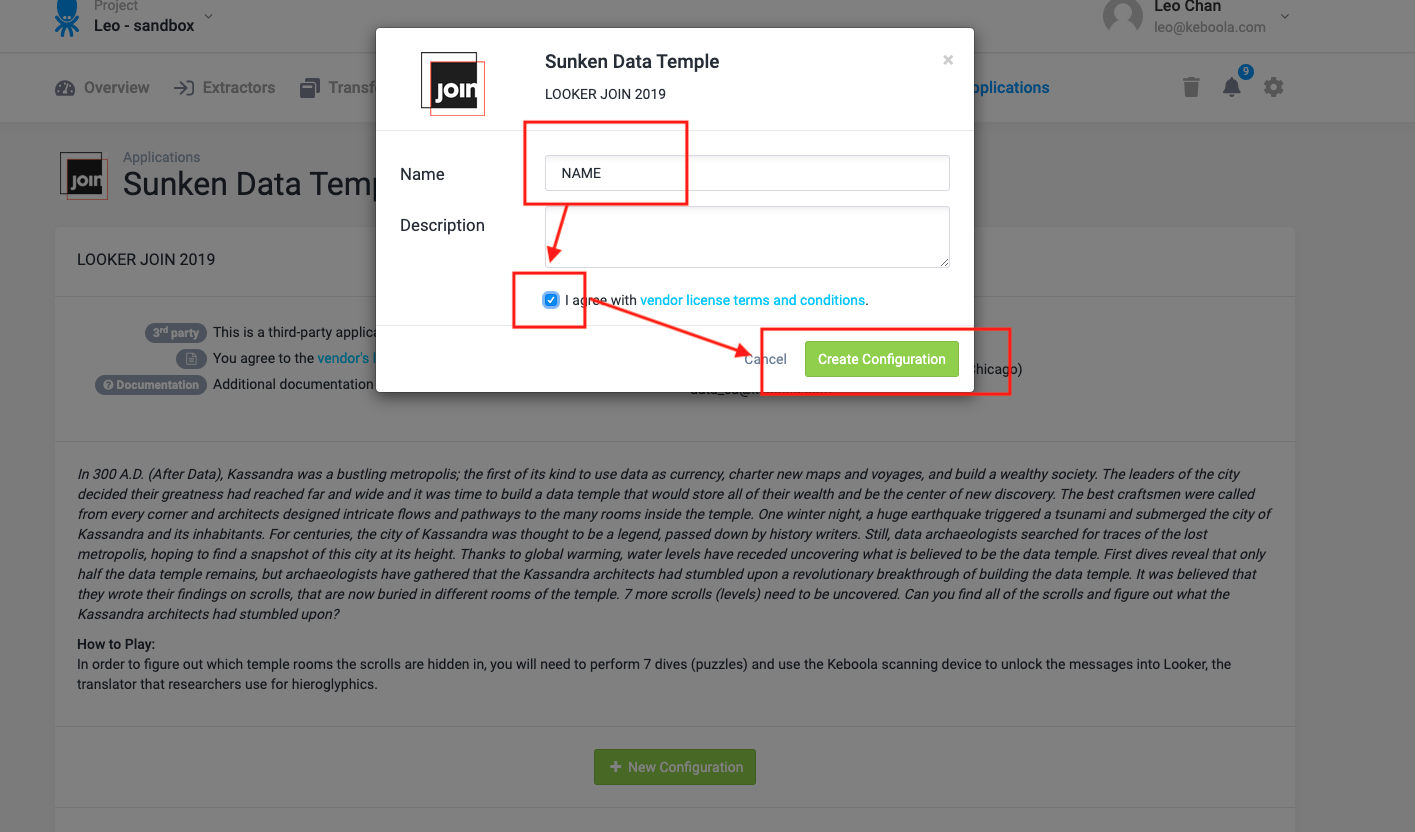 Project
Leo - sandbox
Leo Chan
leo@keboola.com
Overview
Extractors
Applications
9
join
Sunken Data Temple
LOOKER JOIN 2019
×
Name
NAME
Description
I agree with vendor license terms and conditions.
Cancel
Create Configuration
join
Applications
Sunken Data Temp
LOOKER JOIN 2019
3rd party This is a third-party applica
You agree to the vendor's l
Documentation Additional documentation
Chicago)
In 300 A.D. (After Data), Kassandra was a bustling metropolis; the first of its kind to use data as currency, charter new maps and voyages, and build a wealthy society. The leaders of the city
decided their greatness had reached far and wide and it was time to build a data temple that would store all of their wealth and be the center of new discovery. The best craftsmen were called
from every corner and architects designed intricate flows and pathways to the many rooms inside the temple. One winter night, a huge earthquake triggered a tsunami and submerged the city of
Kassandra and its inhabitants. For centuries, the city of Kassandra was thought to be a legend, passed down by history writers. Still, data archaeologists searched for traces of the lost
metropolis, hoping to find a snapshot of this city at its height. Thanks to global warming, water levels have receded uncovering what is believed to be the data temple. First dives reveal that only
half the data temple remains, but archaeologists have gathered that the Kassandra architects had stumbled upon a revolutionary breakthrough of building the data temple. It was believed that
they wrote their findings on scrolls, that are now buried in different rooms of the temple. 7 more scrolls (levels) need to be uncovered. Can you find all of the scrolls and figure out what the
Kassandra architects had stumbled upon?
How to Play:
In order to figure out which temple rooms the scrolls are hidden in, you will need to perform 7 dives (puzzles) and use the Keboola scanning device to unlock the messages into Looker, the
translator that researchers use for hieroglyphics.
New Configuration